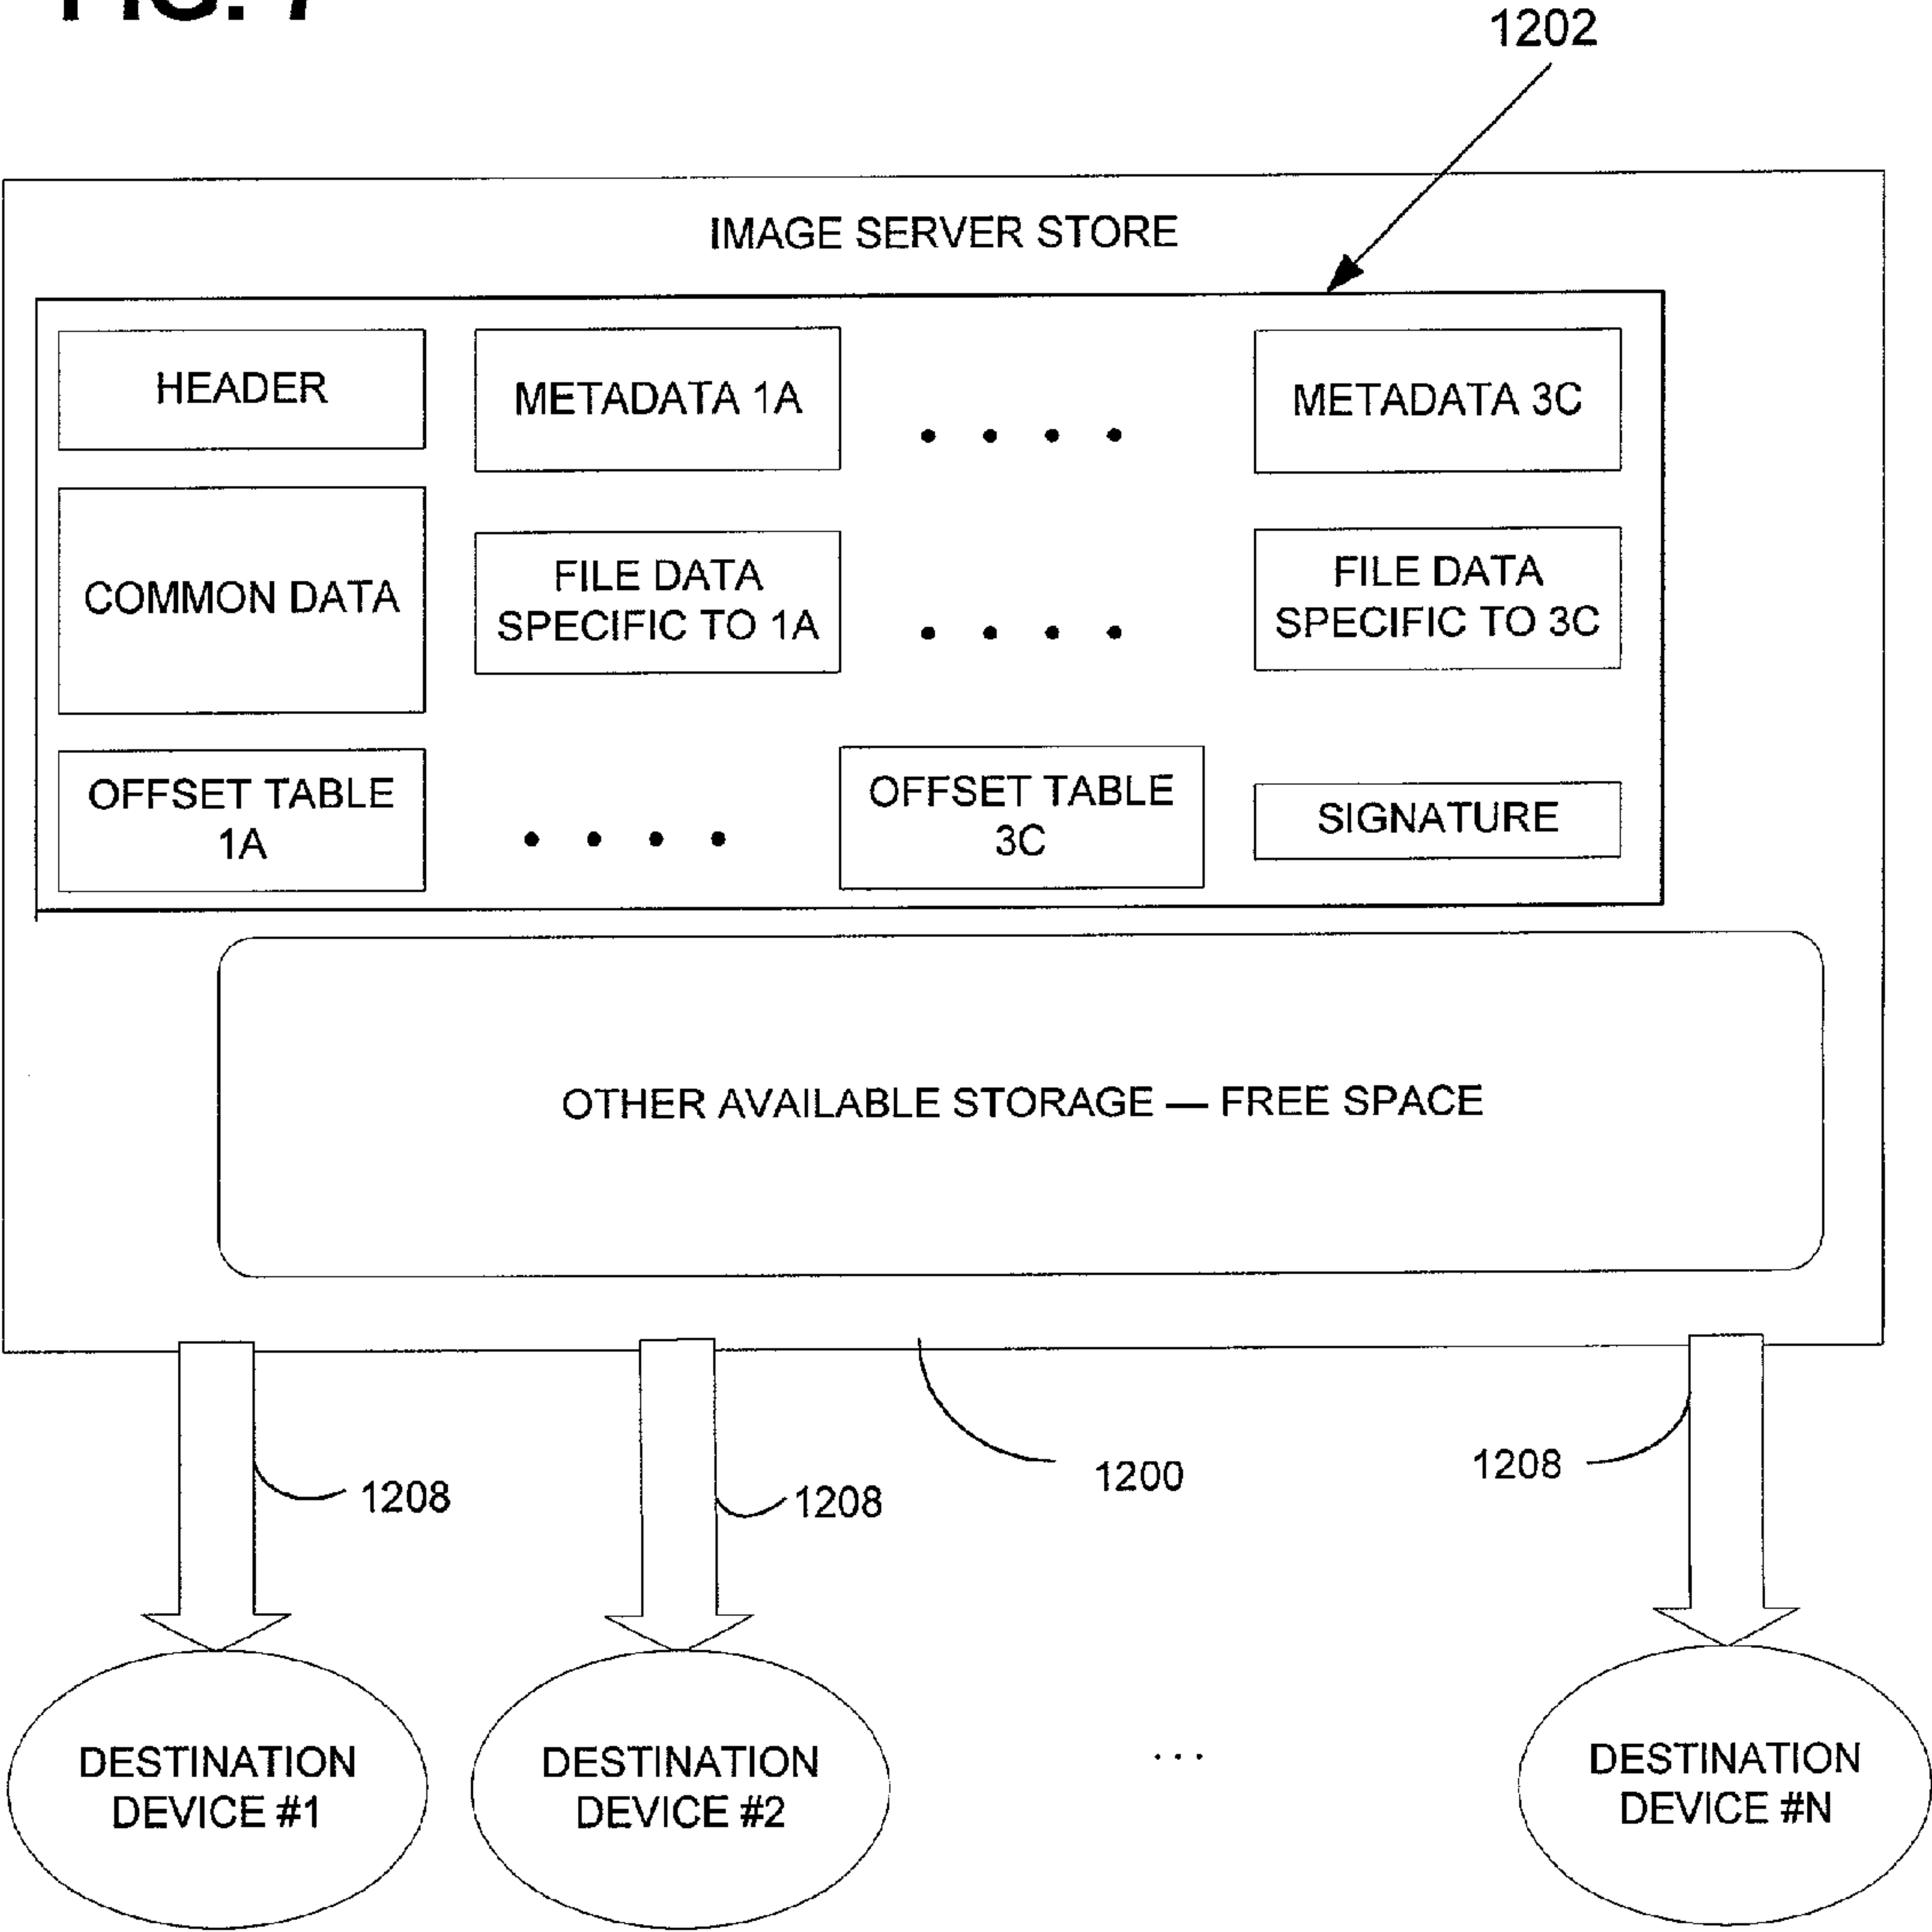 FIG. 7
1202
IMAGE SERVER STORE
HEADER
METADATA 1A
. . . .
METADATA 3C
COMMON DATA
FILE DATA
SPECIFIC TO 1A
. . . .
FILE DATA
SPECIFIC TO 3C
OFFSET TABLE
1A
. . . .
OFFSET TABLE
3C
SIGNATURE
OTHER AVAILABLE STORAGE — FREE SPACE
1208
1208
1200
1208
DESTINATION
DEVICE #1
DESTINATION
DEVICE #2
...
DESTINATION
DEVICE #N